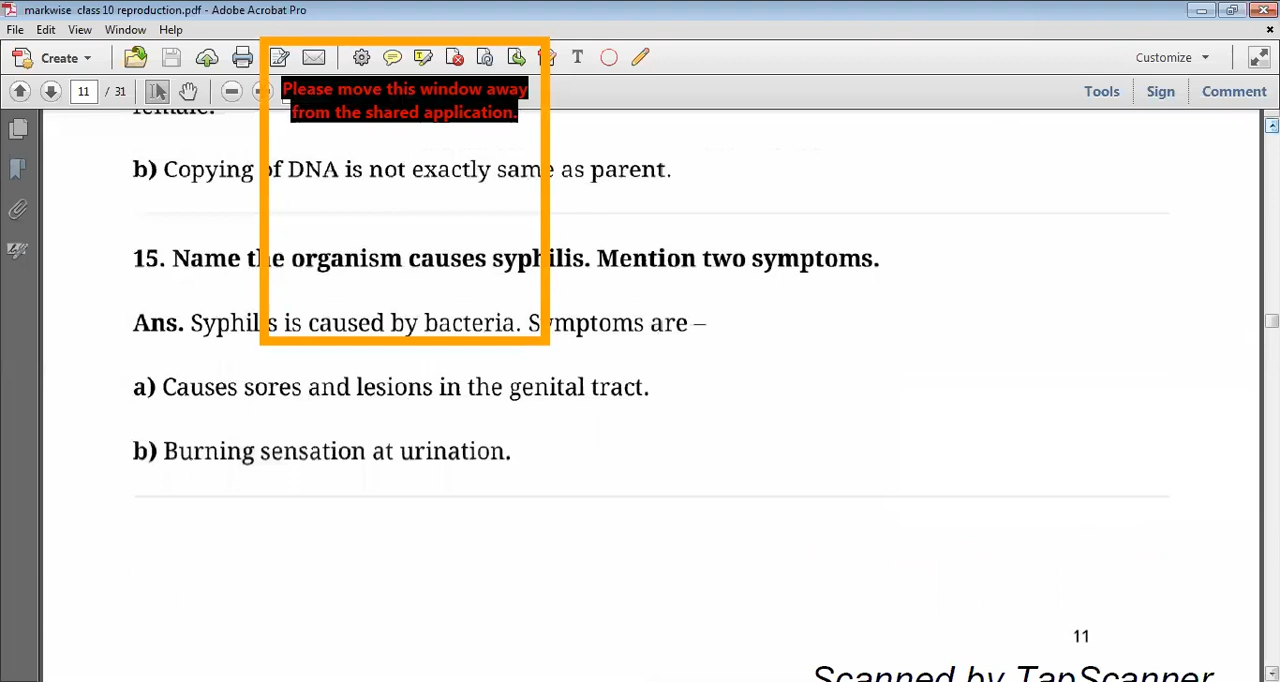 markwise class 10 reproduction.pdf - Adobe Acrobat Pro
File Edit View Window Help
Create
Customize
11 / 31
Tools Sign Comment
Please move this window away
from the shared application.
female.
b) Copying of DNA is not exactly same as parent.
15. Name the organism causes syphilis. Mention two symptoms.
Ans. Syphilis is caused by bacteria. Symptoms are –
a) Causes sores and lesions in the genital tract.
b) Burning sensation at urination.
11
Scanned by TapScanner